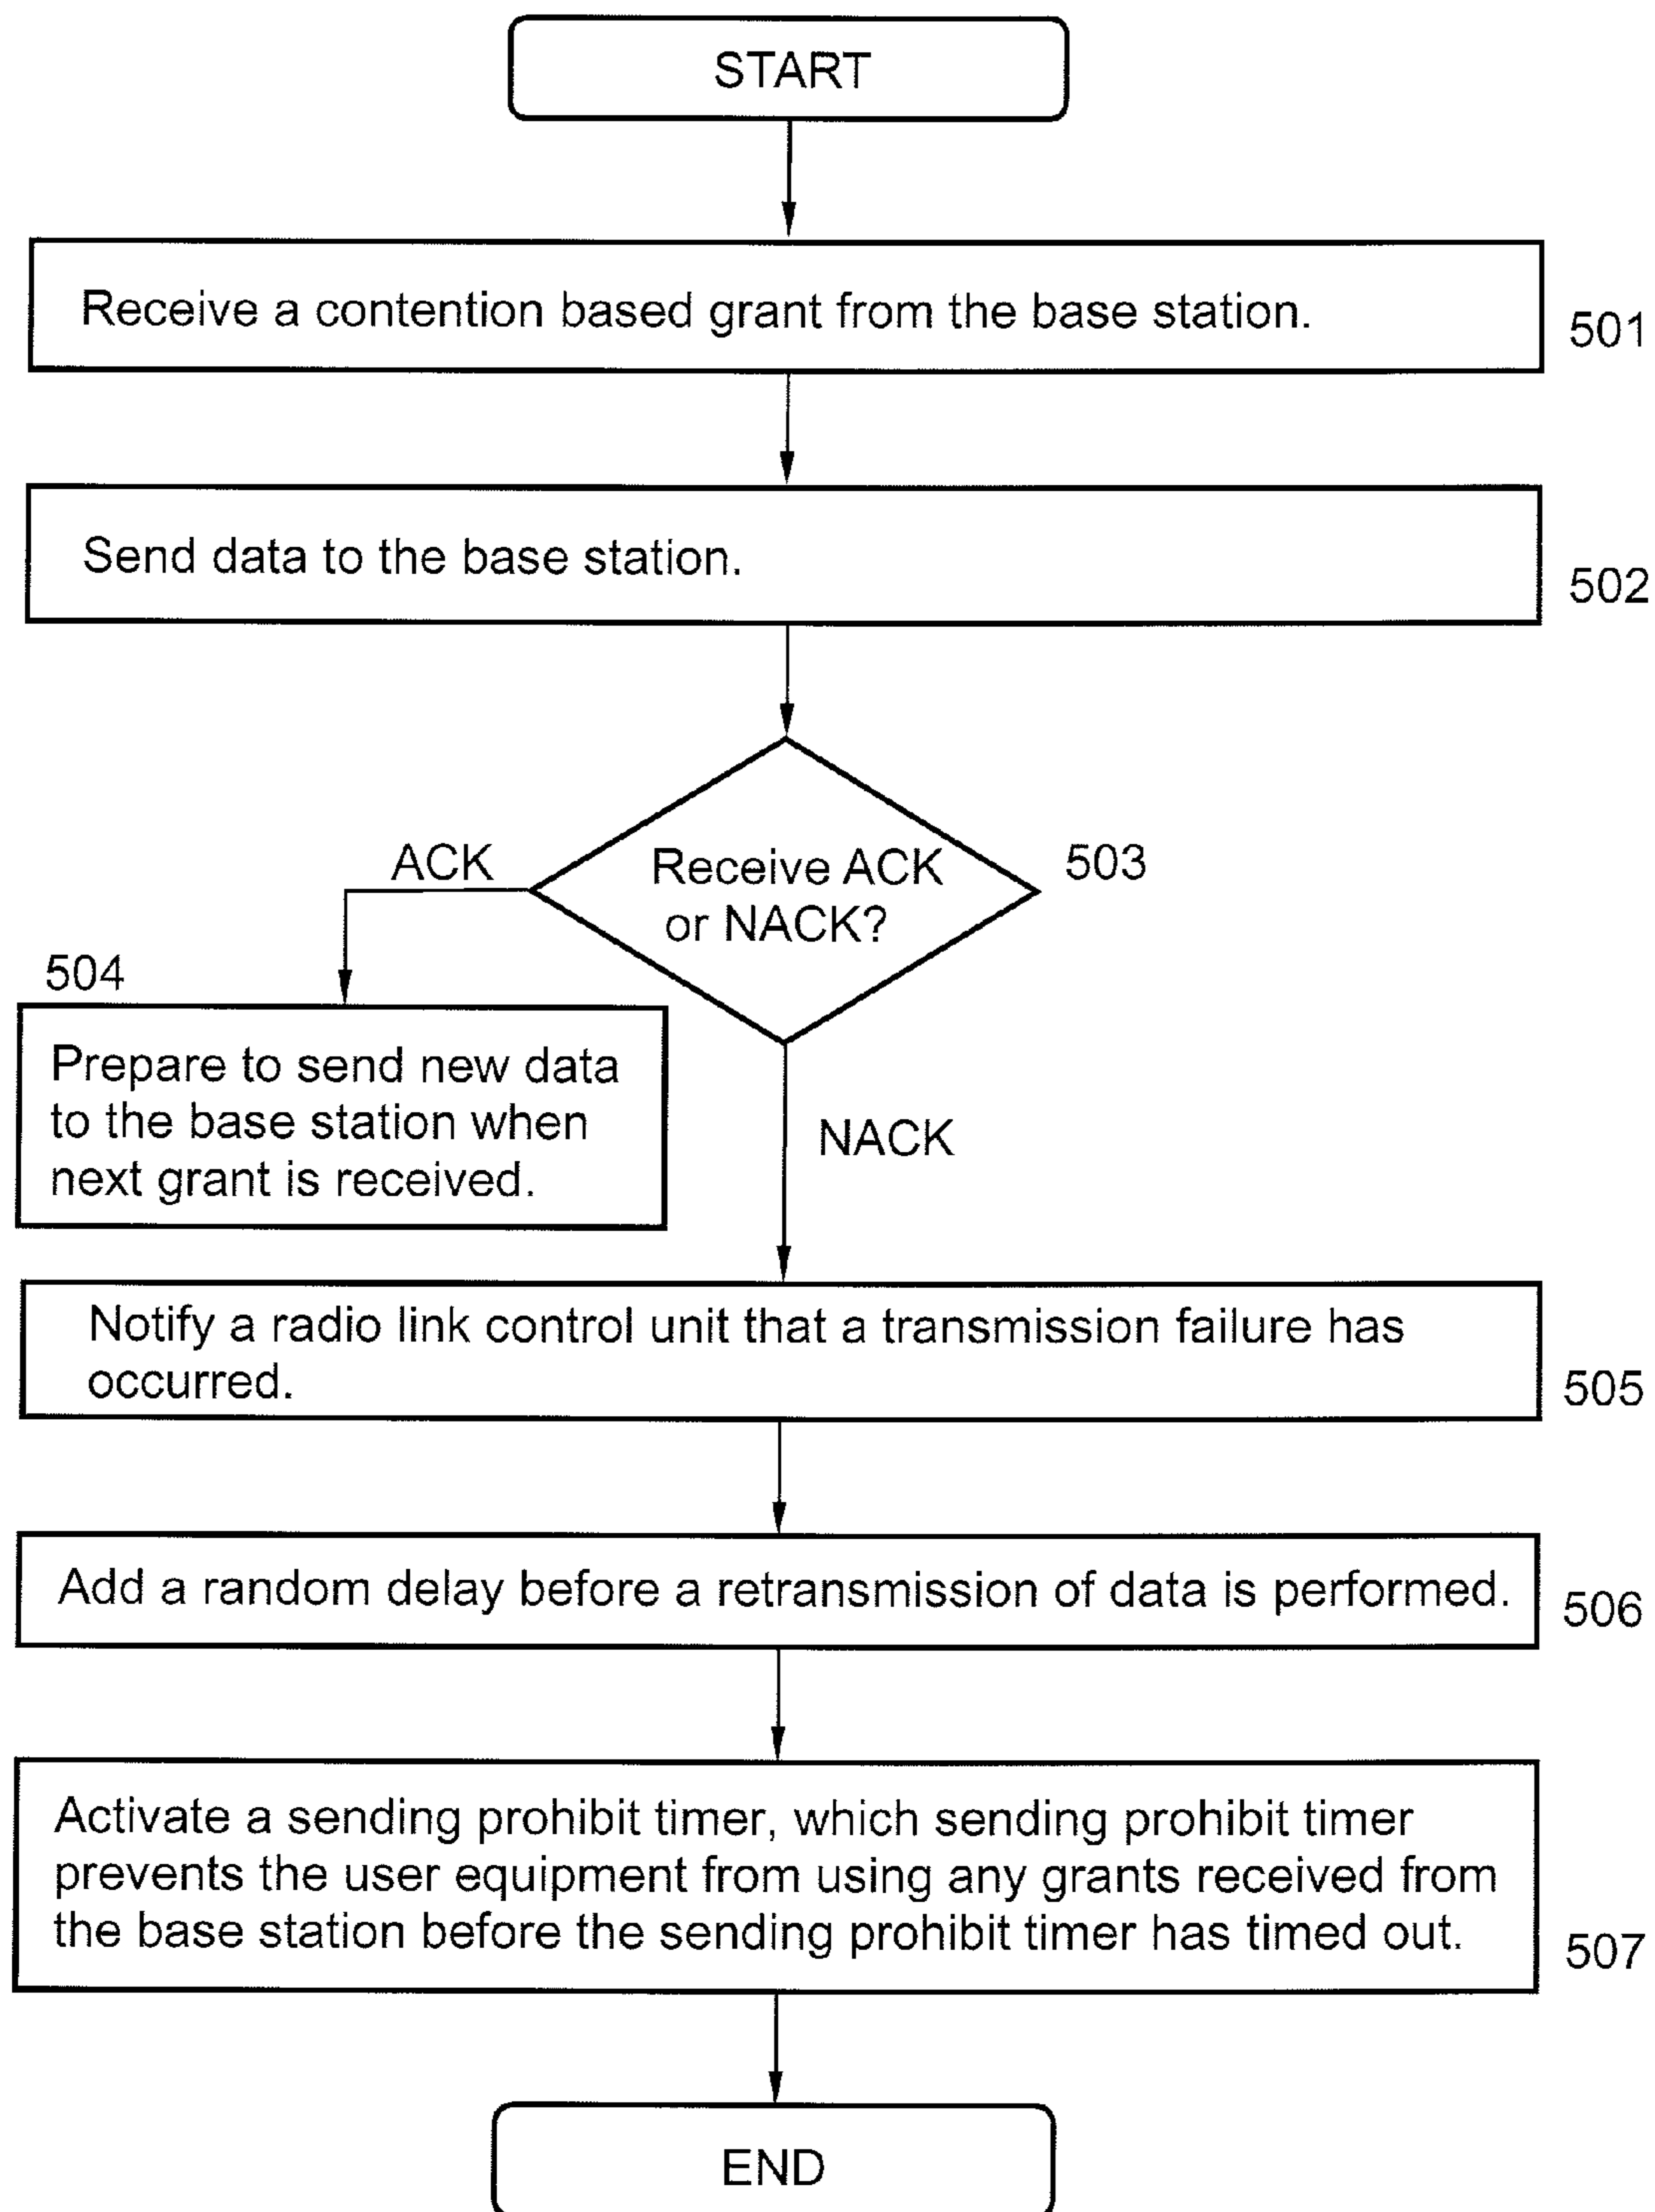 START
Receive a contention based grant from the base station.
501
Send data to the base station.
502
Receive ACK
or NACK?
503
ACK
504
Prepare to send new data
to the base station when
next grant is received.
NACK
Notify a radio link control unit that a transmission failure has
occurred.
505
Add a random delay before a retransmission of data is performed.
506
Activate a sending prohibit timer, which sending prohibit timer
prevents the user equipment from using any grants received from
the base station before the sending prohibit timer has timed out.
507
END